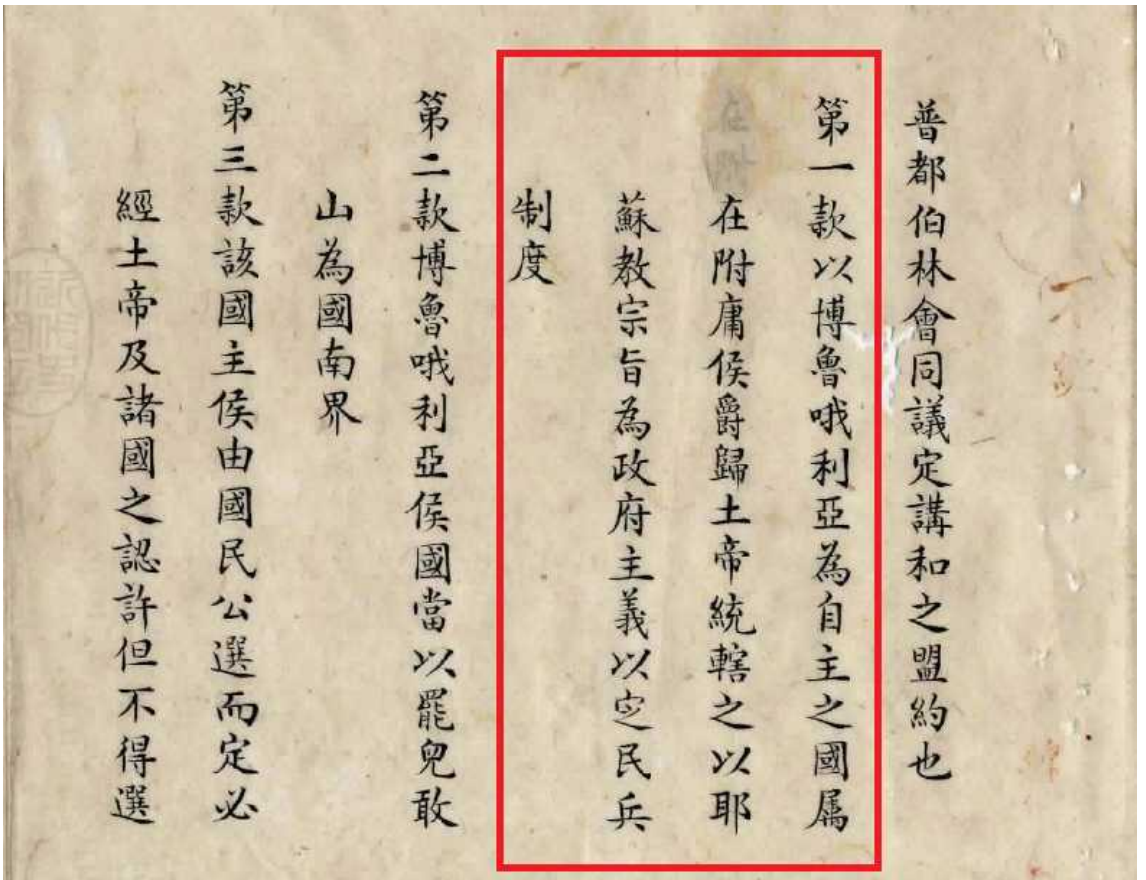 普都伯林會同議定講和之盟約也
第一款以博魯哦利亞為自主之國属
在附庸侯爵歸土帝統轄之以耶
蘇教宗旨為政府主義以定民兵
制度
第二款博魯哦利亞侯國當以罷兒敢
山為國南界
第三款該國主侯由國民公選而定必
經土帝及諸國之認許但不得選